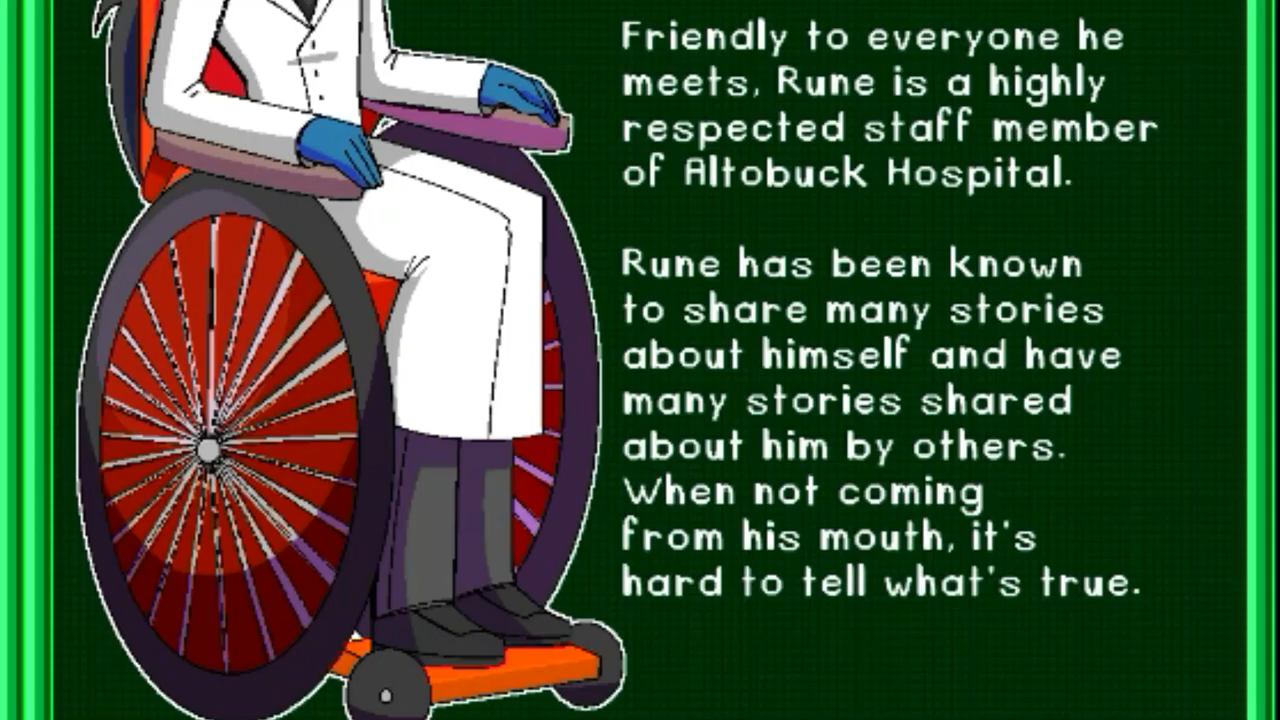 Friendly to everyone he
meets, Rune is a highly
respected staff member
of Altobuck Hospital.
Rune has been known
to share many stories
about himself and have
many stories shared
about him by others.
When not coming
from his mouth, it's
hard to tell what's true.